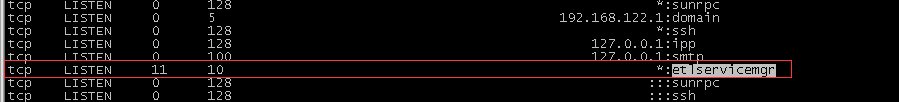 tcp LISTEN 0 128 *:sunrpc
tcp LISTEN 0 5 192.168.122.1:domain
tcp LISTEN 0 128 *:ssh
tcp LISTEN 0 128 127.0.0.1:ipp
tcp LISTEN 0 100 127.0.0.1:smtp
tcp LISTEN 11 10 *:etlservicemgr
tcp LISTEN 0 128 :::sunrpc
tcp LISTEN 0 128 :::ssh